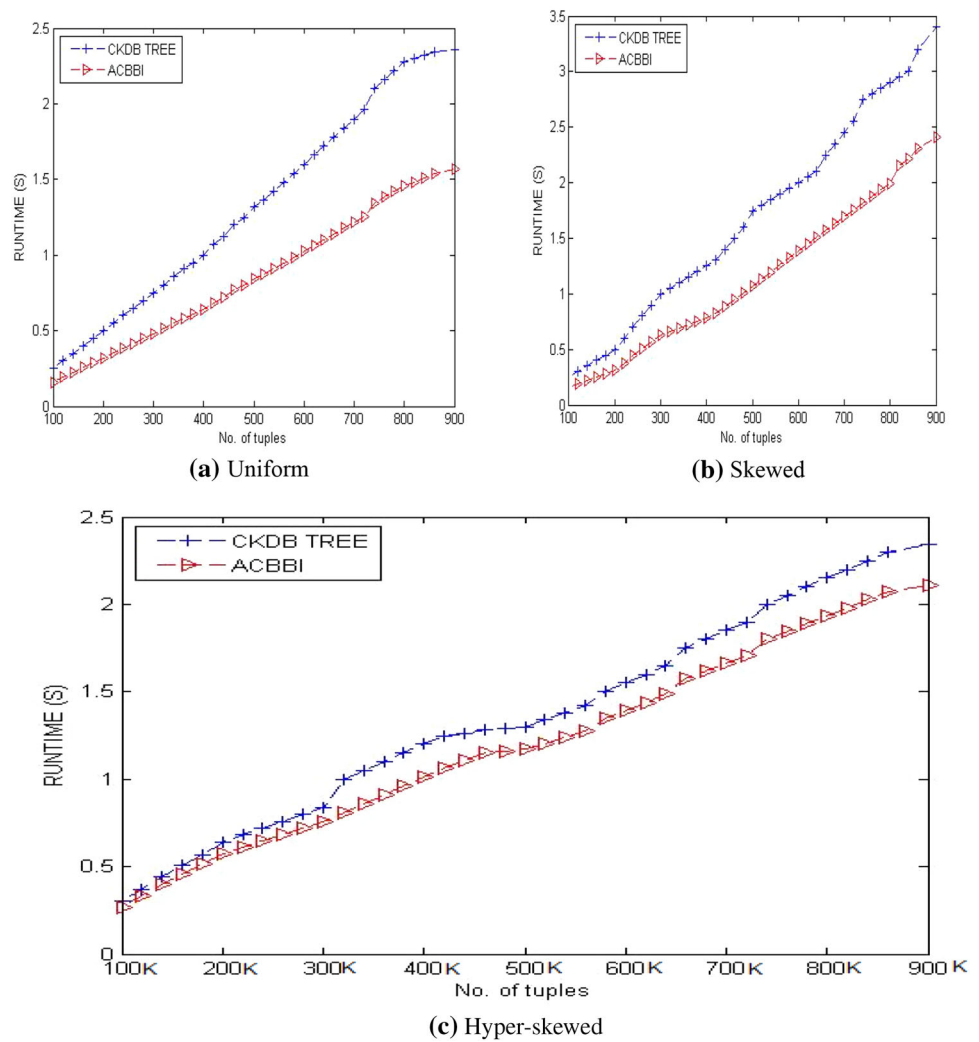 2.5
CKDB TREE
ACBBI
2
1.5
1
0.5
0
RUNTIME (S)
100 200 300 400 500 600 700 800 900
No. of tuples
(a) Uniform
3.5
CKDB TREE
ACBBI
3
2.5
2
1.5
1
0.5
0
RUNTIME (S)
100 200 300 400 500 600 700 800 900
No. of tuples
(b) Skewed
2.5
CKDB TREE
ACBBI
2
1.5
1
0.5
0
RUNTIME (S)
100K 200K 300K 400K 500K 600K 700K 800K 900 K
No. of tuples
(c) Hyper-skewed